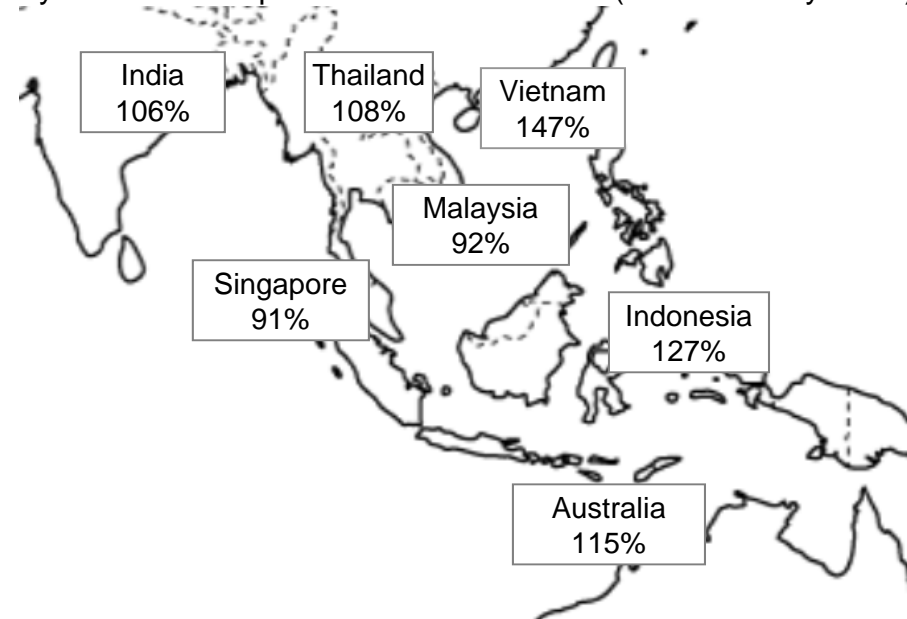 India
106%
Thailand
108%
Vietnam
147%
Malaysia
92%
Singapore
91%
Indonesia
127%
Australia
115%